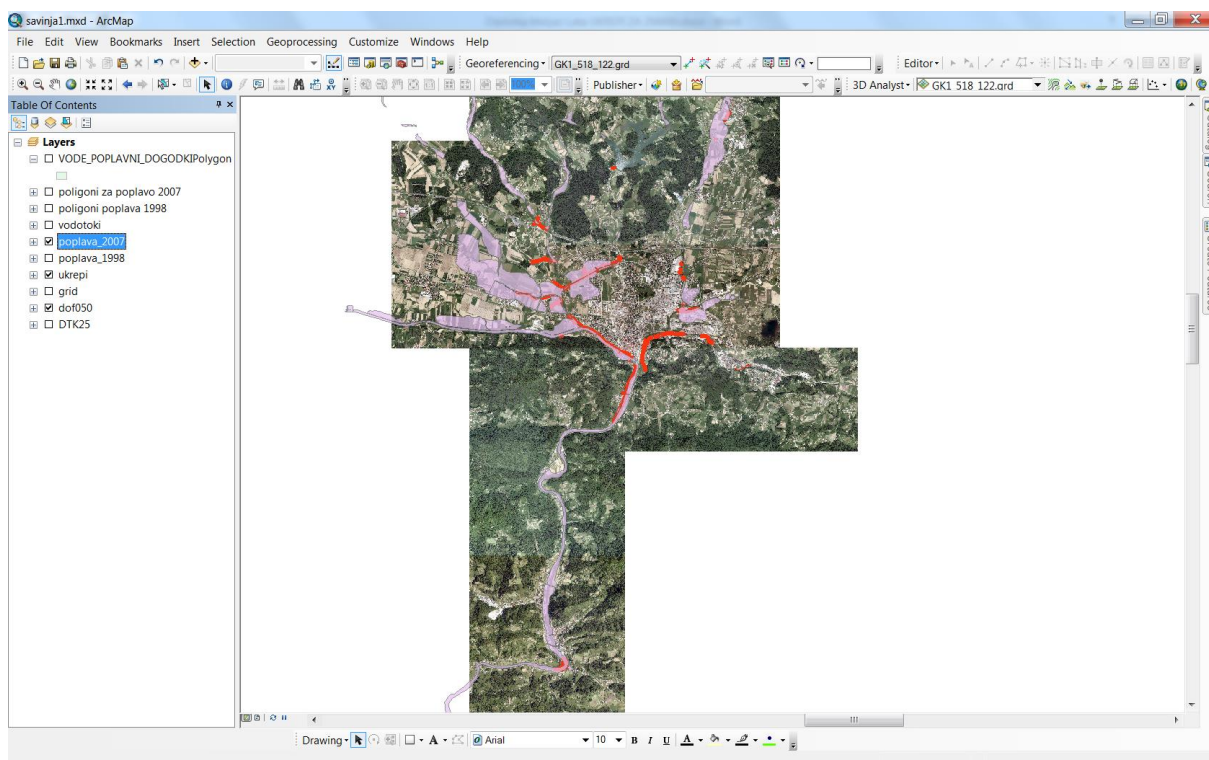 savinja1.mxd - ArcMap
File Edit View Bookmarks Insert Selection Geoprocessing Customize Windows Help
Georeferencing GK1_518_122.grd Editor
100% Publisher 3D Analyst GK1 518 122.grd
Table Of Contents
Layers
VODE_POPLAVNI_DOGODKIPolygon
poligoni za poplavo 2007
poligoni poplava 1998
vodotoki
poplava_2007
poplava_1998
ukrepi
grid
dof050
DTK25
Drawing A Arial 10 B I U A